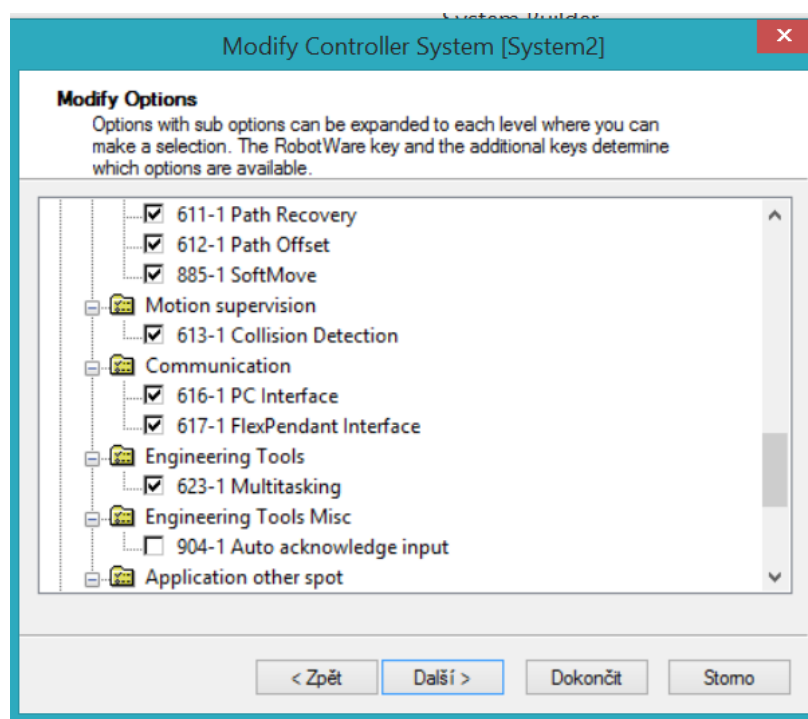 System Builder
Modify Controller System [System2]
Modify Options
Options with sub options can be expanded to each level where you can
make a selection. The RobotWare key and the additional keys determine
which options are available.
611-1 Path Recovery
612-1 Path Offset
885-1 SoftMove
Motion supervision
613-1 Collision Detection
Communication
616-1 PC Interface
617-1 FlexPendant Interface
Engineering Tools
623-1 Multitasking
Engineering Tools Misc
904-1 Auto acknowledge input
Application other spot
< Zpět
Další >
Dokončit
Storno